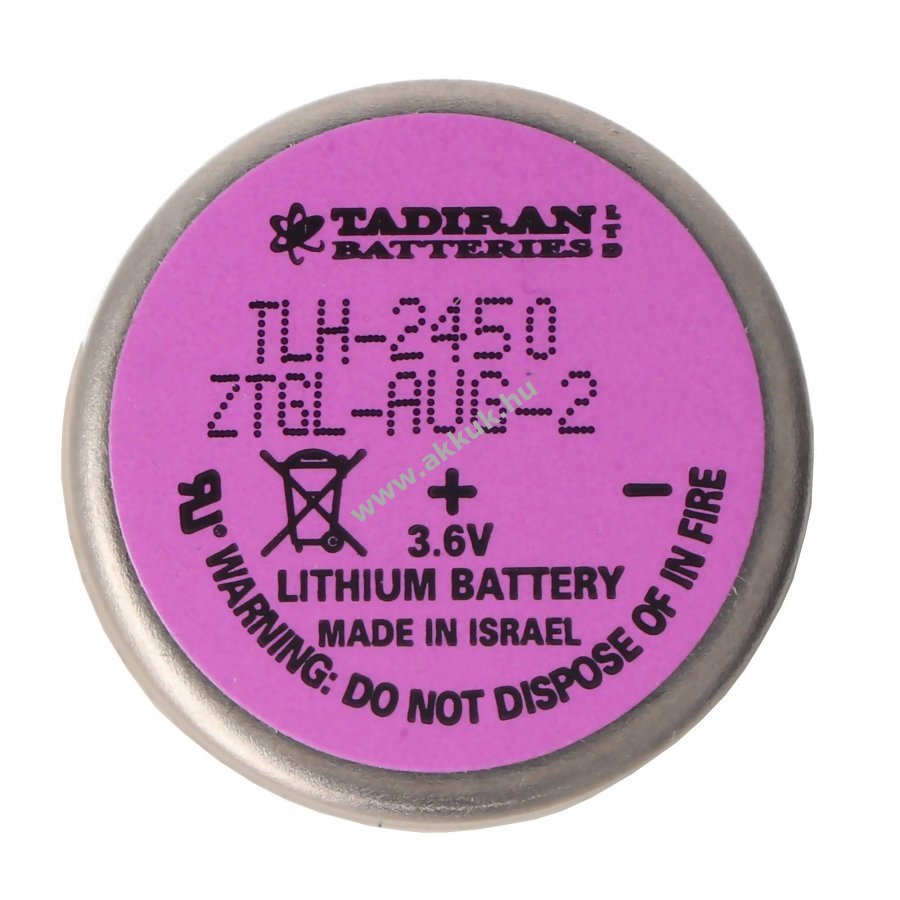 TADIRAN LTD
BATTERIES
TLH-2450
ZTGL-AUG-2
www.akkuk.hu
+ -
3.6V
LITHIUM BATTERY
MADE IN ISRAEL
WARNING: DO NOT DISPOSE OF IN FIRE